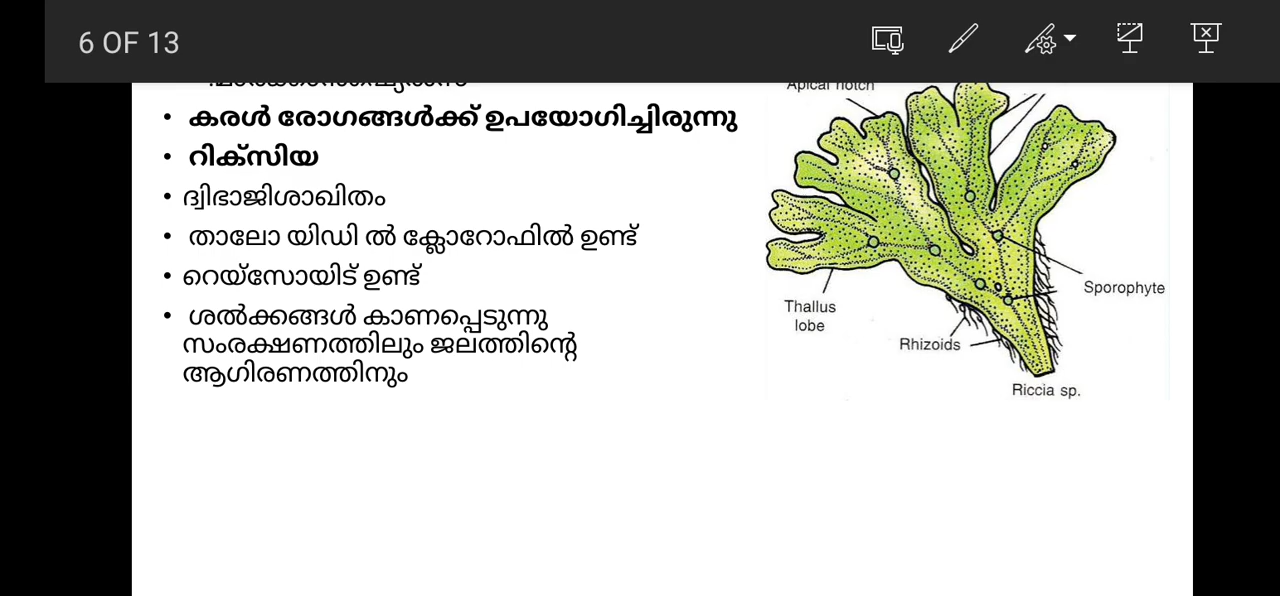 6 OF 13
Apical notch
• കരൾ രോഗങ്ങൾക്ക് ഉപയോഗിച്ചിരുന്നു
• റിക്സിയ
• ദ്വിഭാജിശാഖിതം
• താലോ യിഡി ൽ ക്ലോറോഫിൽ ഉണ്ട്
• റെയ്സോയിട് ഉണ്ട്
• ശൽക്കങ്ങൾ കാണപ്പെടുന്നു
സംരക്ഷണത്തിലും ജലത്തിന്റെ
ആഗിരണത്തിനും
Sporophyte
Thallus
lobe
Rhizoids
Riccia sp.